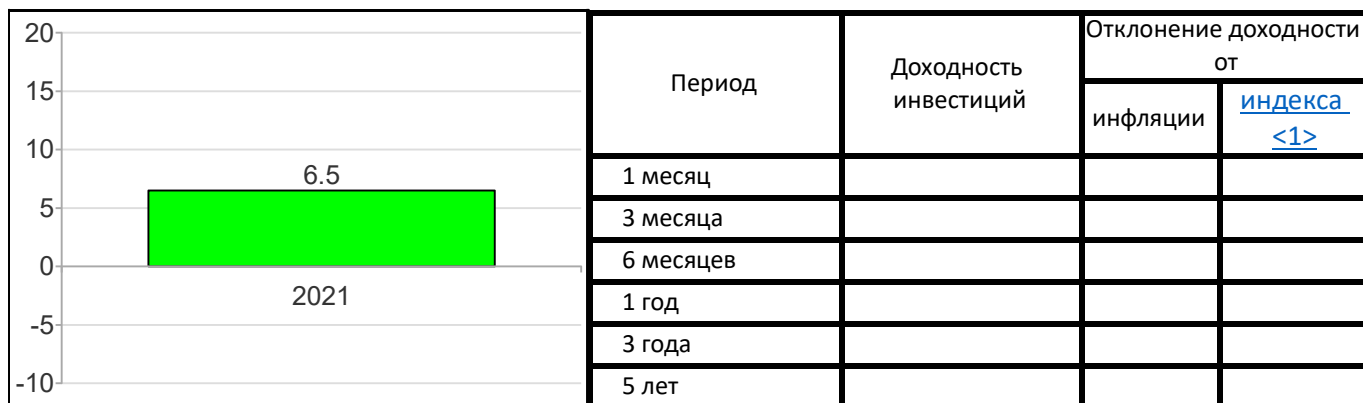 20
15
10
5
0
-5
-10
6.5
2021
Период
Доходность
инвестиций
Отклонение доходности
от
инфляции
индекса
<1>
1 месяц
3 месяца
6 месяцев
1 год
3 года
5 лет